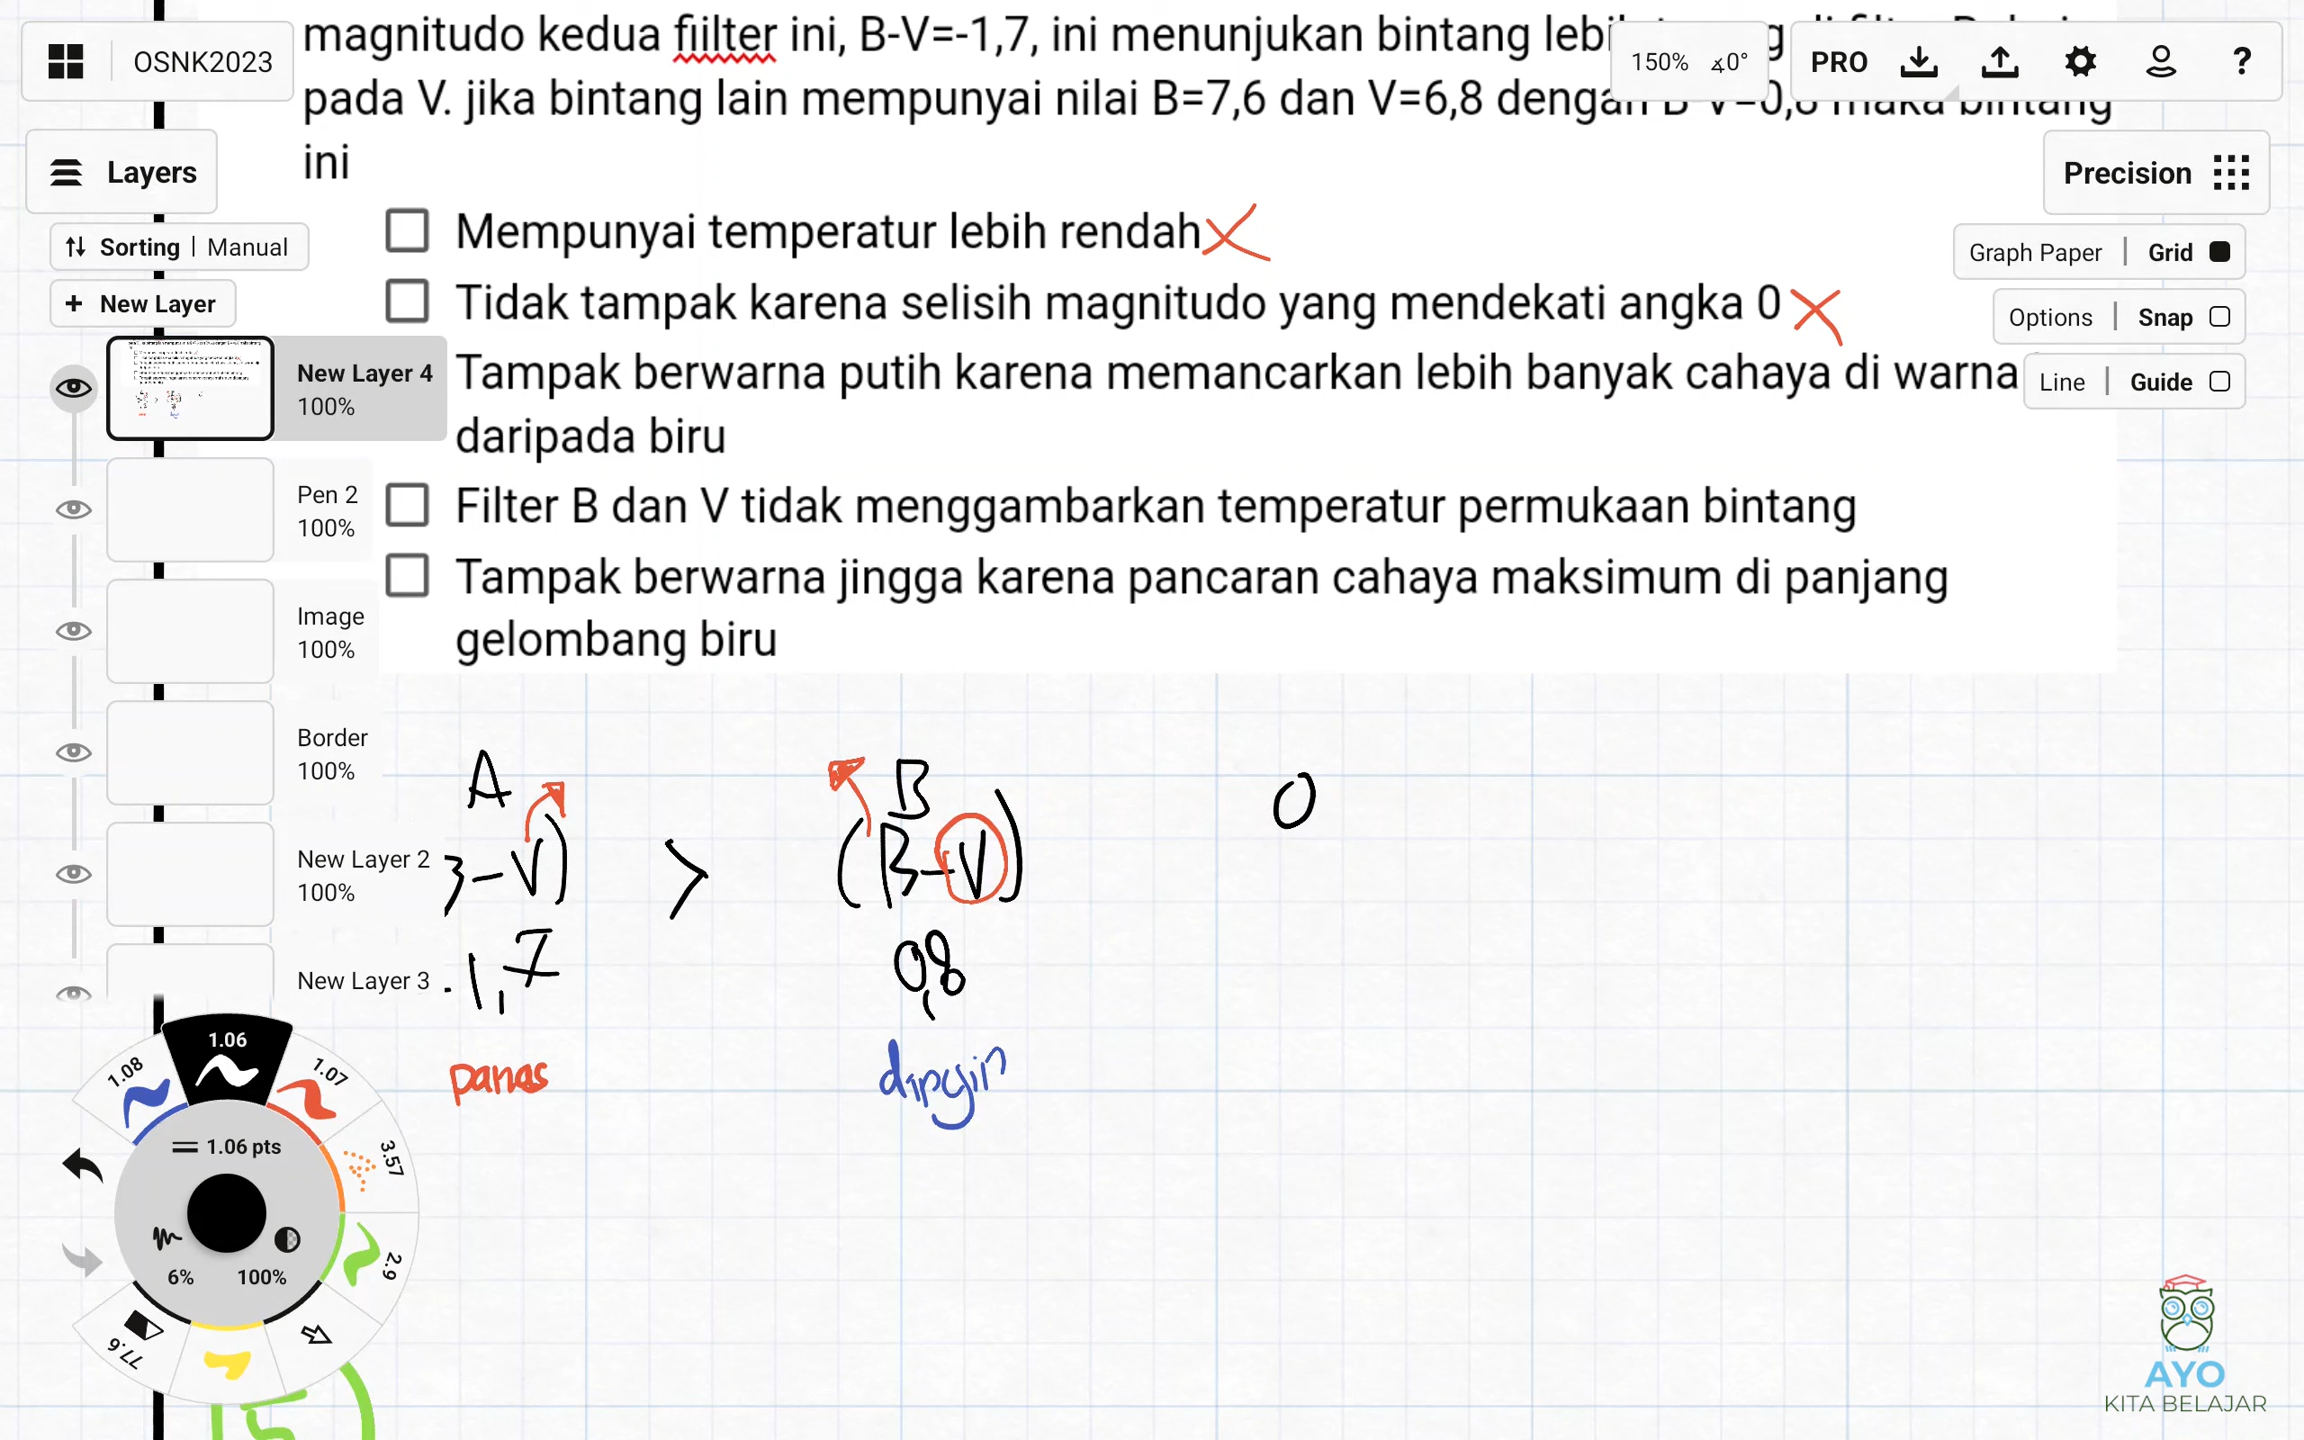 magnitudo kedua fiilter ini, B-V=-1,7, ini menunjukan bintang
150% ∡0°
PRO
?
OSNK2023
pada V. jika bintang lain mempunyai nilai B=7,6 dan V=6,8 dengan B V=0,8 maka bintang
ini
Layers
Precision
Sorting | Manual
Mempunyai temperatur lebih rendah
Graph Paper | Grid
+ New Layer
Tidak tampak karena selisih magnitudo yang mendekati angka 0
Options | Snap
New Layer 4
100%
Tampak berwarna putih karena memancarkan lebih banyak cahaya di warna
Line | Guide
daripada biru
Pen 2
100%
Filter B dan V tidak menggambarkan temperatur permukaan bintang
Image
100%
Tampak berwarna jingga karena pancaran cahaya maksimum di panjang
gelombang biru
Border
100%
A
B
0
New Layer 2
100%
-V) > (B-V)
New Layer 3
1,7
0,8
panas
dingin
1.08
1.06
1.07
3.57
2.9
77.6
1.06 pts
6%
100%
AYO
KITA BELAJAR